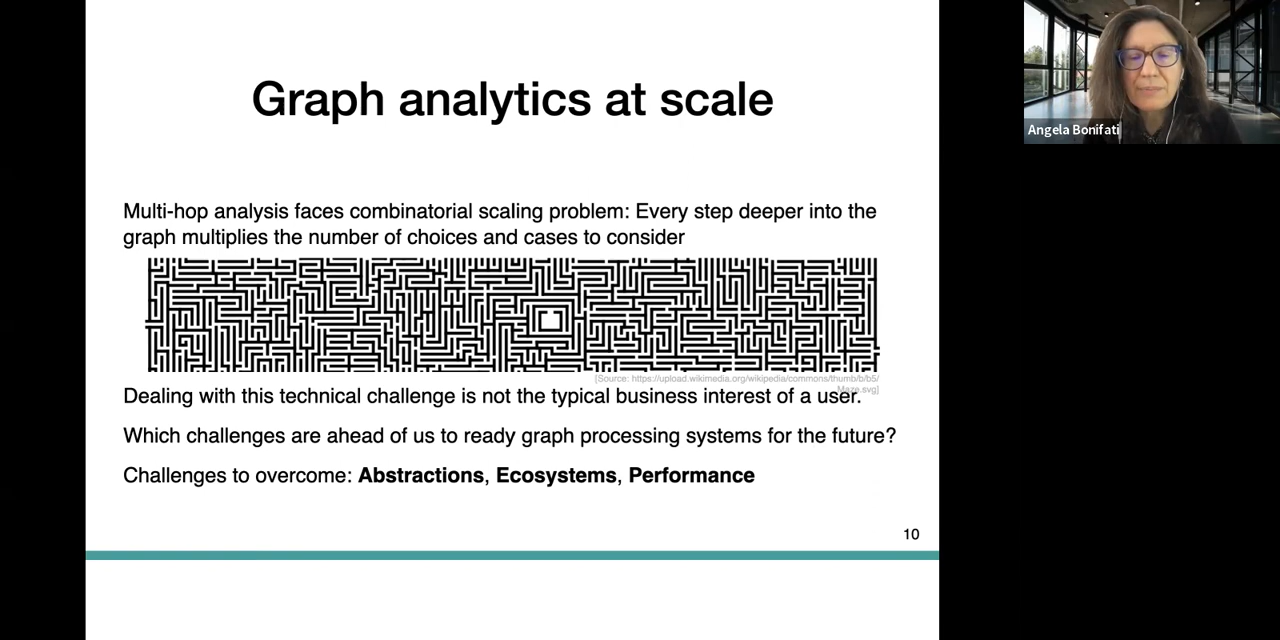 Graph analytics at scale
Multi-hop analysis faces combinatorial scaling problem: Every step deeper into the
graph multiplies the number of choices and cases to consider
[Source: https://upload.wikimedia.org/wikipedia/commons/thumb/b/b5/
Maze.svg]
Dealing with this technical challenge is not the typical business interest of a user.
Which challenges are ahead of us to ready graph processing systems for the future?
Challenges to overcome: Abstractions, Ecosystems, Performance
10
Angela Bonifati